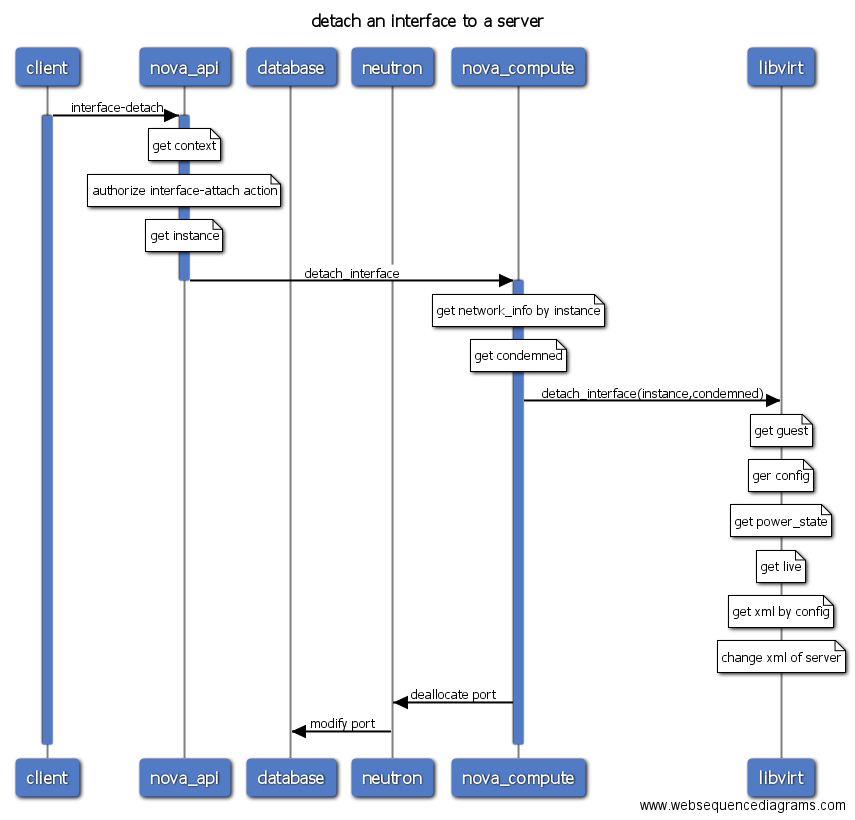 detach an interface to a server
client nova_api database neutron nova_compute libvirt
interface-detach
get context
authorize interface-attach action
get instance
detach_interface
get network_info by instance
get condemned
detach_interface(instance,condemned)
get guest
ger config
get power_state
get live
get xml by config
change xml of server
deallocate port
modify port
client nova_api database neutron nova_compute libvirt
www.websequencediagrams.com